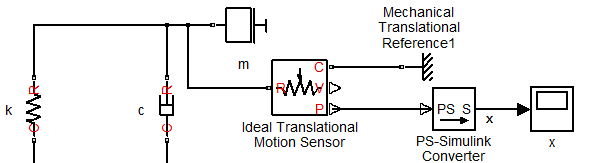 Mechanical
Translational
Reference1
m
C
R
V
P
R
R
k
c
C
C
PS S
x
Ideal Translational
Motion Sensor
PS-Simulink
Converter
x